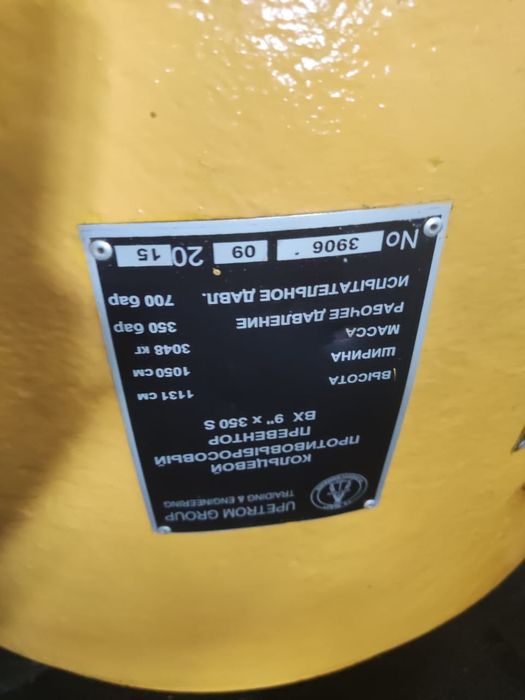 UPETROM GROUP
TRADING & ENGINEERING
КОЛЬЦЕВОЙ
ПРОТИВОВЫБРОСОВЫЙ
ПРЕВЕНТОР
BX 9" x 350 S
ВЫСОТА 1131 см
ШИРИНА 1050 см
МАССА 3048 кг
РАБОЧЕЕ ДАВЛЕНИЕ 350 бар
ИСПЫТАТЕЛЬНОЕ ДАВЛ. 700 бар
No 3906 09 20 15